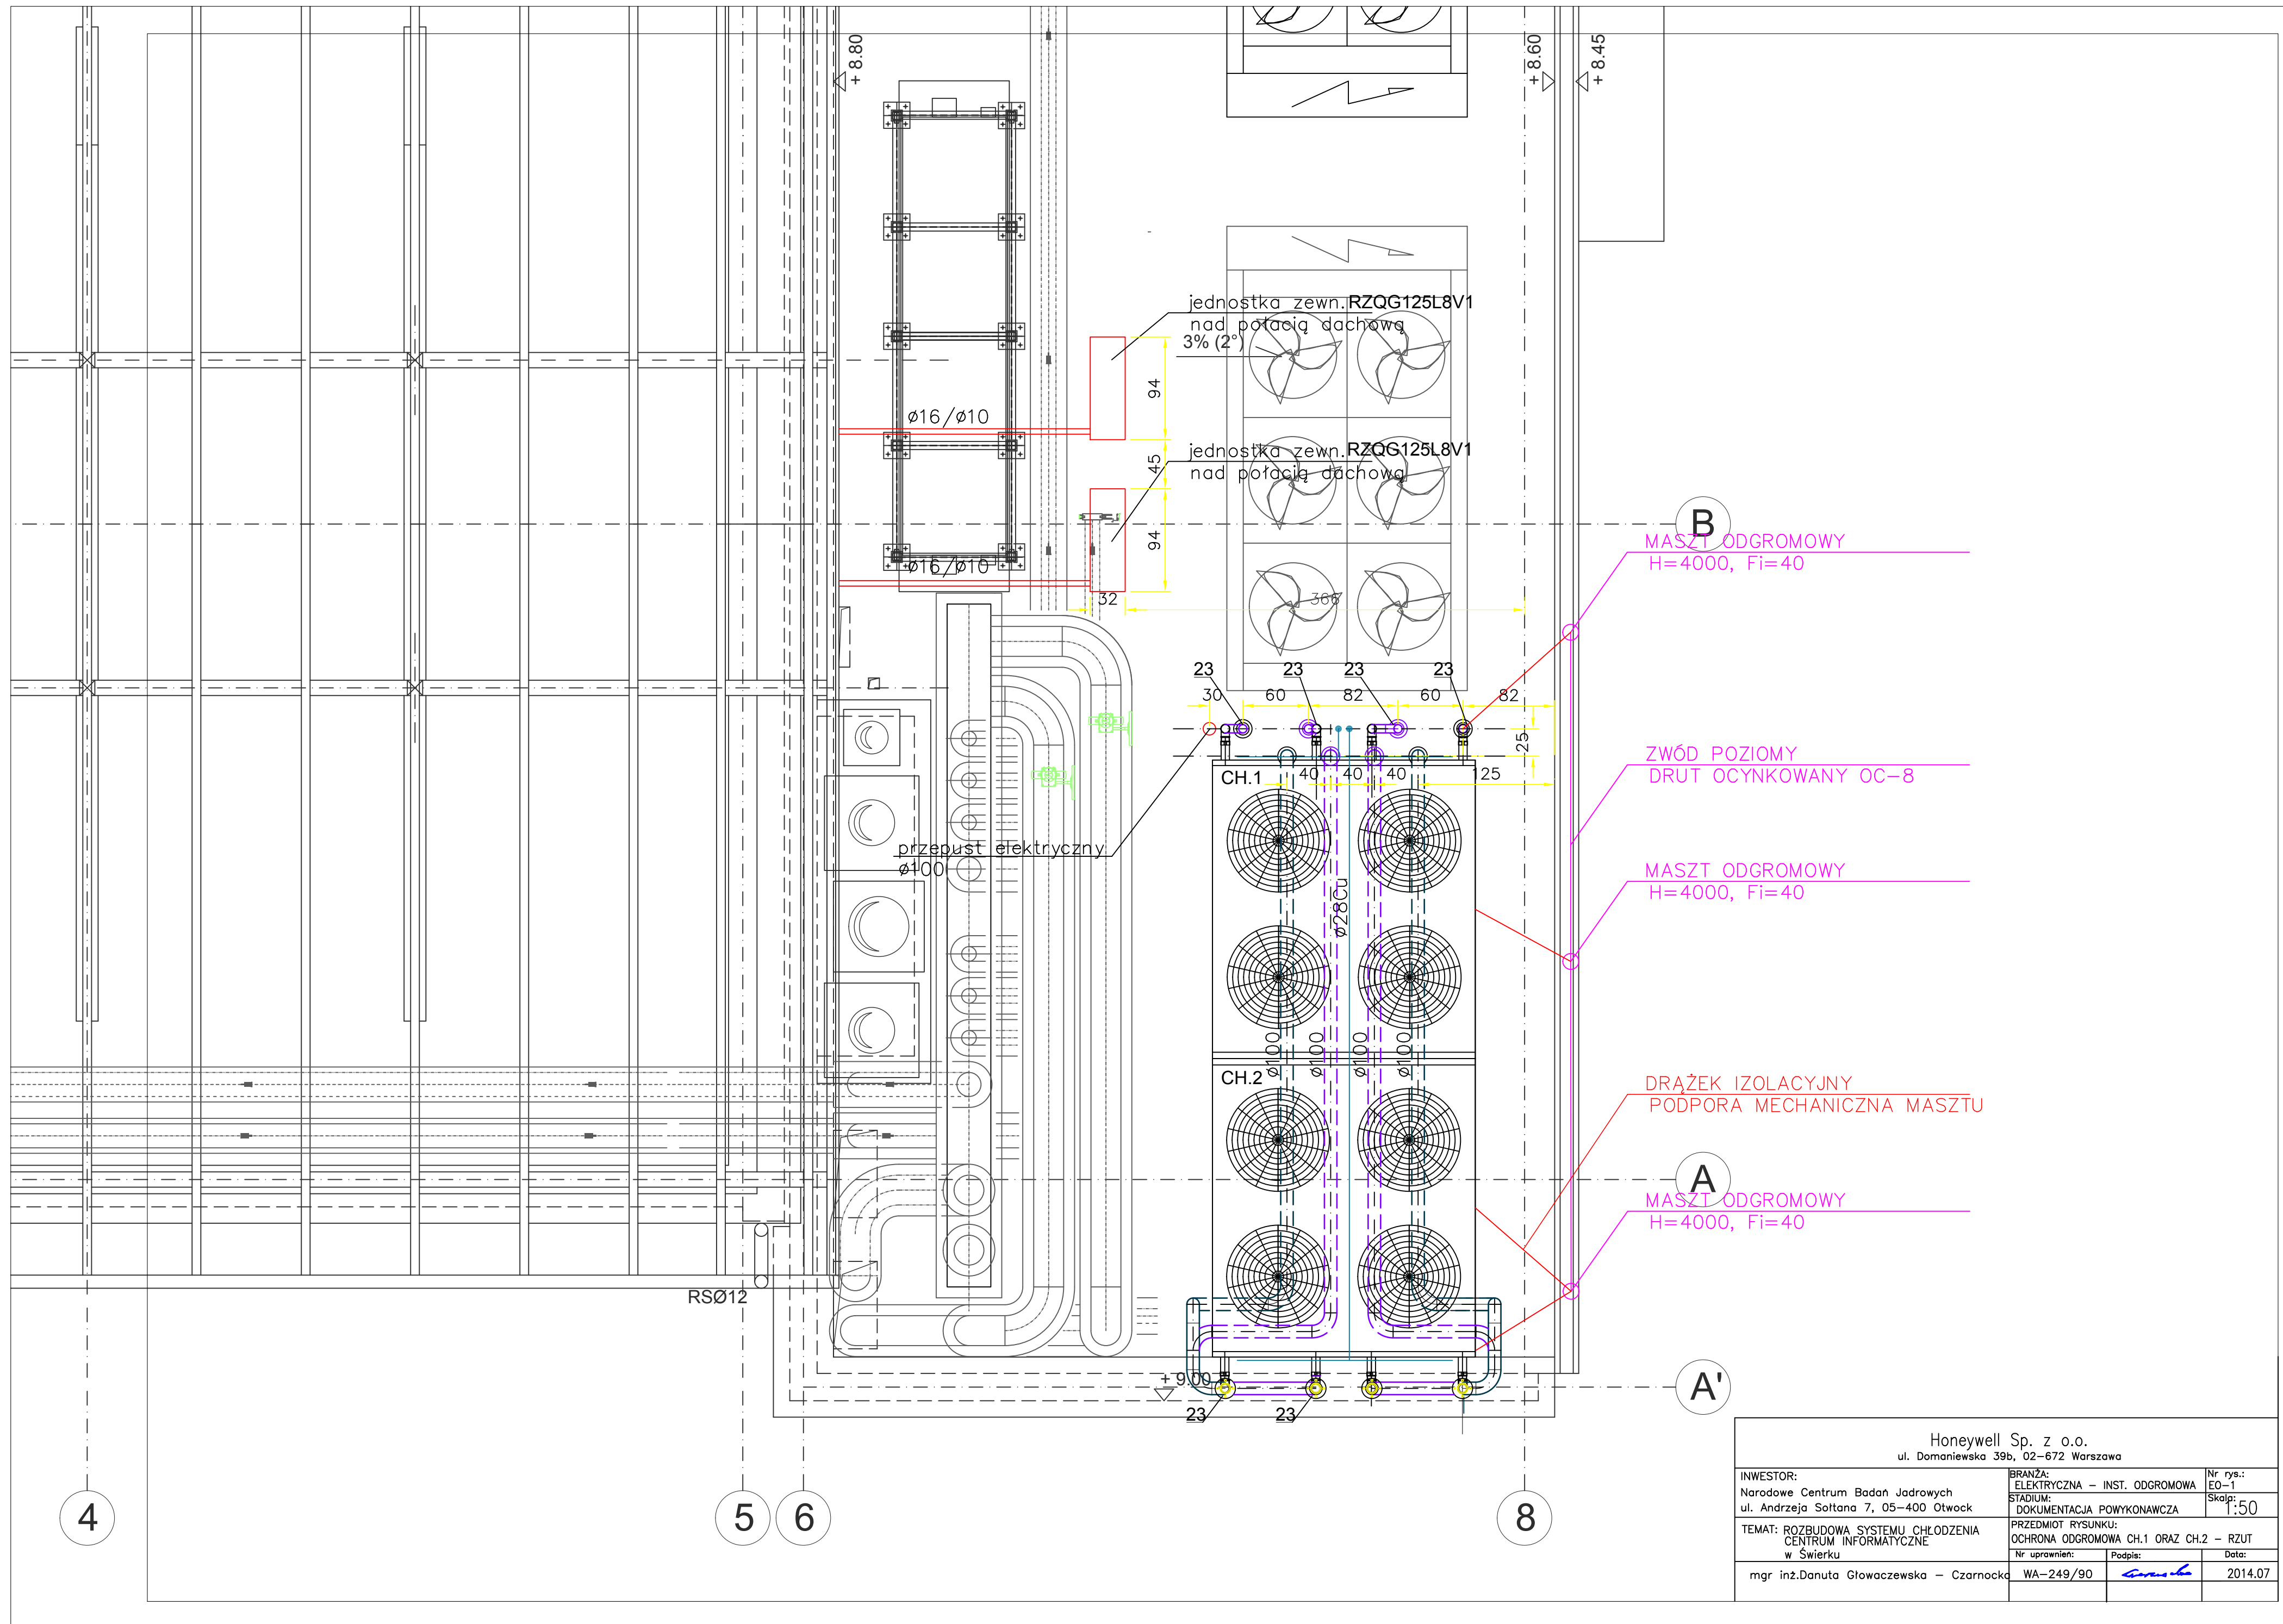 + 8.80
+ 8.60
+ 8.45
jednostka zewn.RZQG125L8V1
nad połacią dachową
3% (2°)
94
ø16/ø10
45
jednostka zewn.RZQG125L8V1
nad połacią dachową
94
ø16/ø10
32
366
B
MASZT ODGROMOWY
H=4000, Fi=40
23
23
23
23
30
60
82
60
82
25
ZWÓD POZIOMY
DRUT OCYNKOWANY OC-8
CH.1
40
40
40
125
przepust elektryczny
ø100
MASZT ODGROMOWY
H=4000, Fi=40
ø28Cu
ø100
ø100
ø100
ø100
CH.2
DRĄŻEK IZOLACYJNY
PODPORA MECHANICZNA MASZTU
A
MASZT ODGROMOWY
H=4000, Fi=40
RSØ12
+ 9.00
A'
23
23
4
5
6
8
Honeywell Sp. z o.o.
ul. Domaniewska 39b, 02-672 Warszawa
INWESTOR:
Narodowe Centrum Badań Jadrowych
ul. Andrzeja Sołtana 7, 05-400 Otwock
BRANŻA:
ELEKTRYCZNA - INST. ODGROMOWA
Nr rys.:
EO-1
STADIUM:
DOKUMENTACJA POWYKONAWCZA
Skala:
1:50
TEMAT: ROZBUDOWA SYSTEMU CHŁODZENIA
CENTRUM INFORMATYCZNE
w Świerku
PRZEDMIOT RYSUNKU:
OCHRONA ODGROMOWA CH.1 ORAZ CH.2 - RZUT
Nr uprawnień:
Podpis:
Data:
mgr inż.Danuta Głowaczewska - Czarnocka
WA-249/90
2014.07